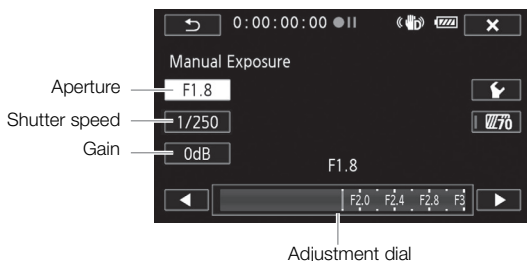 0:00:00:00
Manual Exposure
Aperture
F1.8
Shutter speed
1/250
70
Gain
0dB
F1.8
F2.0 F2.4 F2.8 F3
Adjustment dial